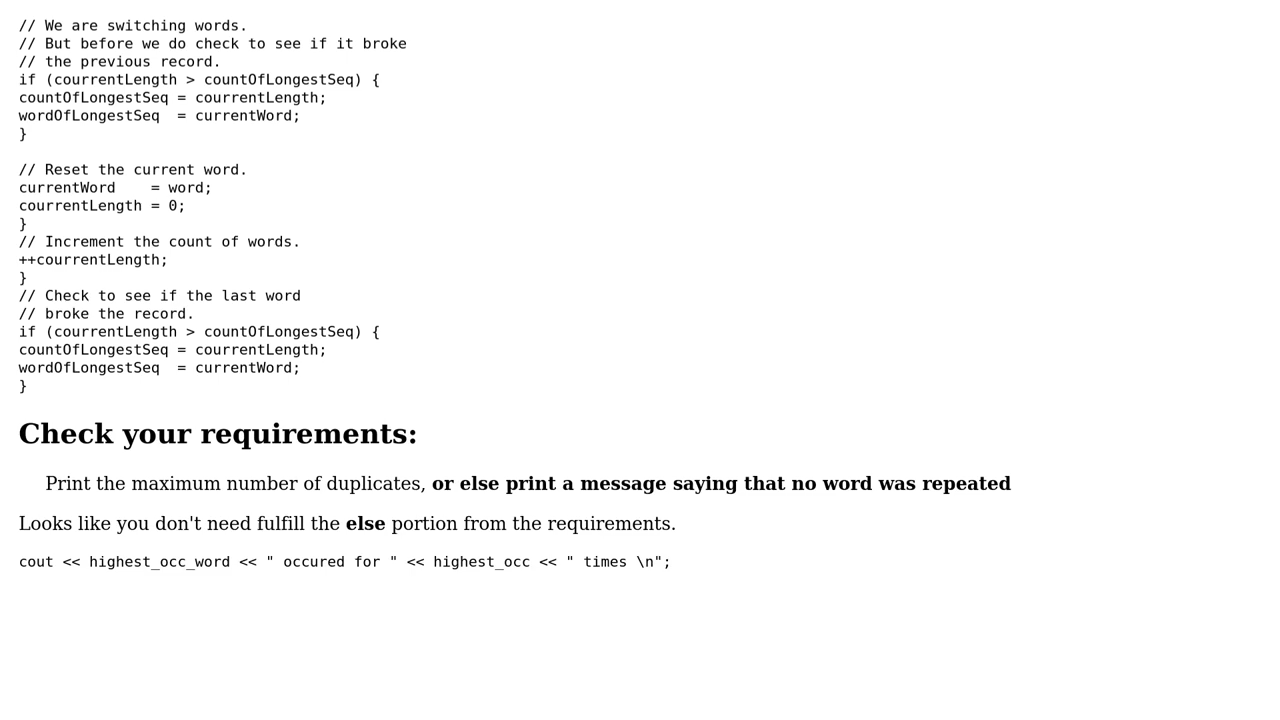 // We are switching words.
// But before we do check to see if it broke
// the previous record.
if (courrentLength > countOfLongestSeq) {
countOfLongestSeq = courrentLength;
wordOfLongestSeq  = currentWord;
}

// Reset the current word.
currentWord    = word;
courrentLength = 0;
}
// Increment the count of words.
++courrentLength;
}
// Check to see if the last word
// broke the record.
if (courrentLength > countOfLongestSeq) {
countOfLongestSeq = courrentLength;
wordOfLongestSeq  = currentWord;
}
Check your requirements:
Print the maximum number of duplicates, or else print a message saying that no word was repeated
Looks like you don't need fulfill the else portion from the requirements.
cout << highest_occ_word << " occured for " << highest_occ << " times \n";